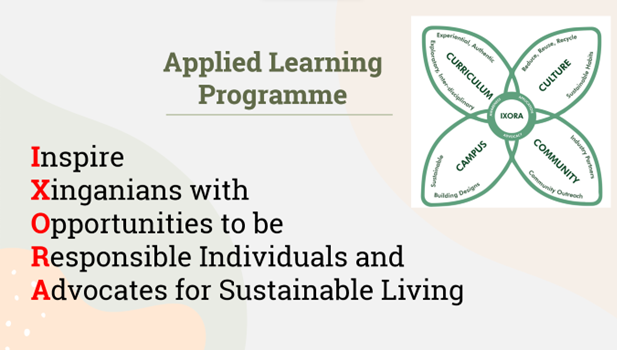 Applied Learning
Programme
Inspire
Xinganians with
Opportunities to be
Responsible Individuals and
Advocates for Sustainable Living
Experiential, Authentic
Exploratory, Inter-disciplinary
CURRICULUM
Reduce, Reuse, Recycle
Sustainable Habits
CULTURE
IXORA
ADVOCACY
CAMPUS
Sustainable
Building Designs
COMMUNITY
Industry Partners
Community Outreach